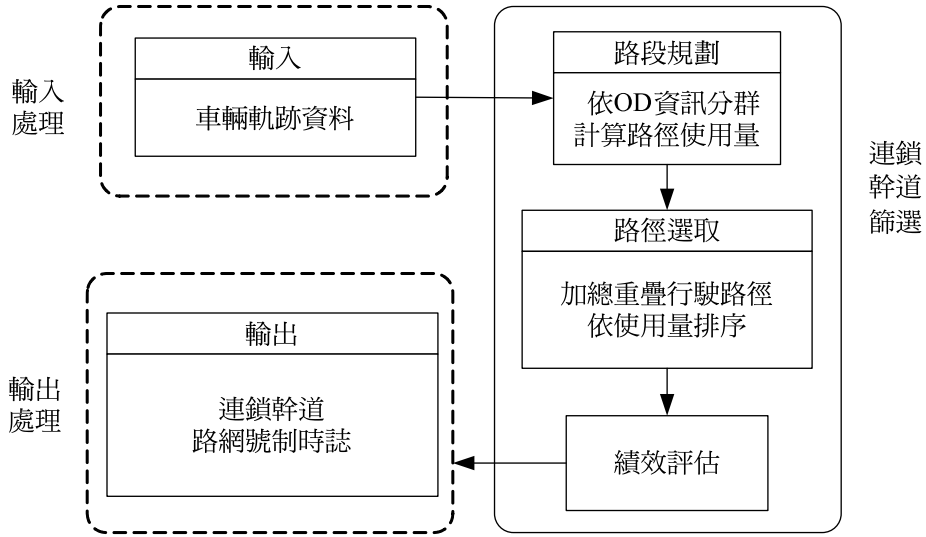 輸入
處理
輸入
車輛軌跡資料
路段規劃
依OD資訊分群
計算路徑使用量
路徑選取
加總重疊行駛路徑
依使用量排序
績效評估
連鎖
幹道
篩選
輸出
處理
輸出
連鎖幹道
路網號制時誌